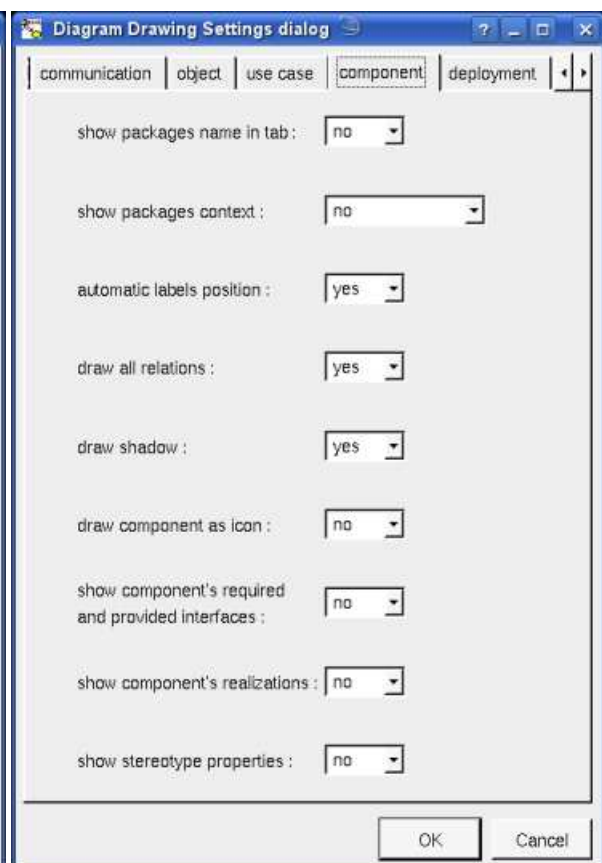 Diagram Drawing Settings dialog
communication object use case component deployment
show packages name in tab : no
show packages context : no
automatic labels position : yes
draw all relations : yes
draw shadow : yes
draw component as icon : no
show component's required
and provided interfaces : no
show component's realizations : no
show stereotype properties : no
OK Cancel